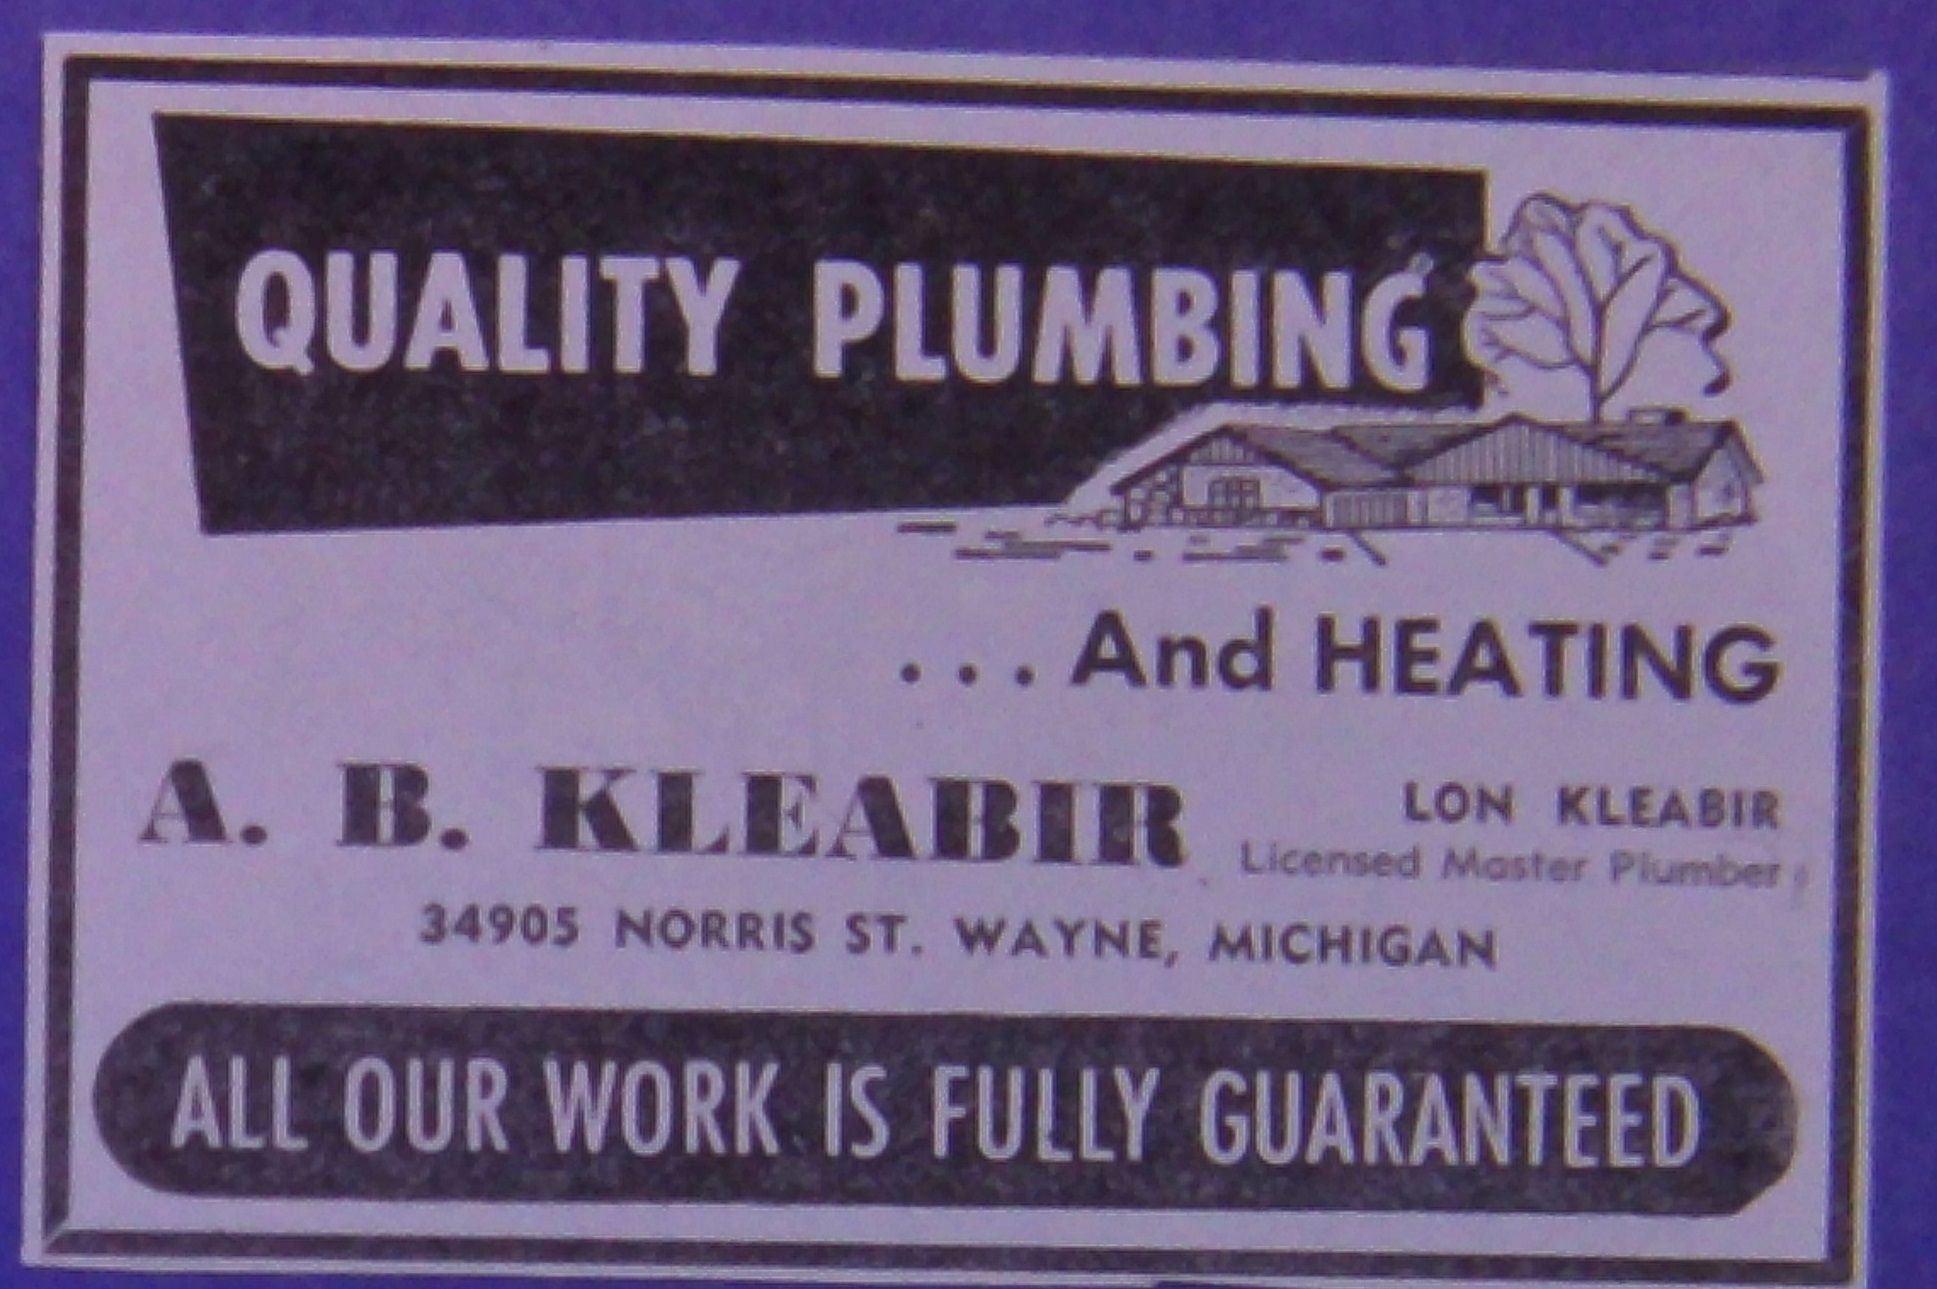 QUALITY PLUMBING
. . . And HEATING
A. B. KLEABIR
LON KLEABIR
Licensed Master Plumber
34905 NORRIS ST. WAYNE, MICHIGAN
ALL OUR WORK IS FULLY GUARANTEED